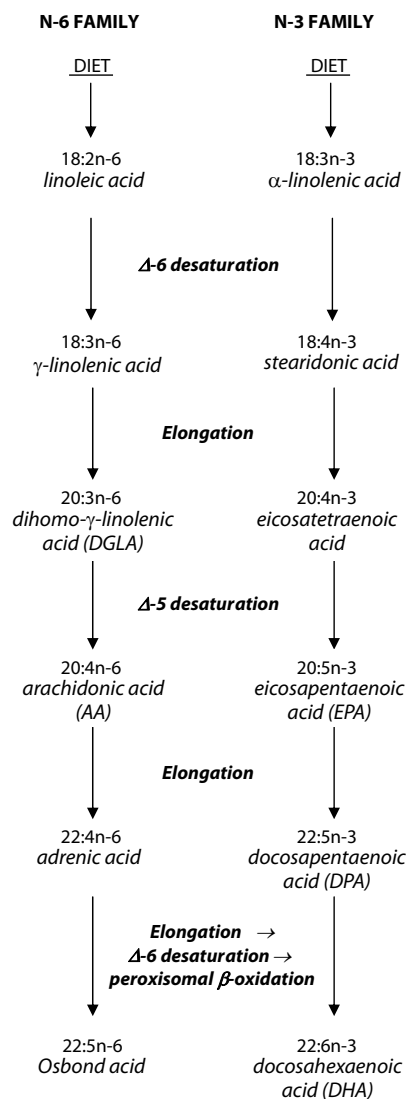 N-6 FAMILY N-3 FAMILY
DIET DIET
18:2n-6 18:3n-3
linoleic acid α-linolenic acid
Δ-6 desaturation
18:3n-6 18:4n-3
γ-linolenic acid stearidonic acid
Elongation
20:3n-6 20:4n-3
dihomo-γ-linolenic eicosatetraenoic
acid (DGLA) acid
Δ-5 desaturation
20:4n-6 20:5n-3
arachidonic acid eicosapentaenoic
(AA) acid (EPA)
Elongation
22:4n-6 22:5n-3
adrenic acid docosapentaenoic
acid (DPA)
Elongation →
Δ-6 desaturation →
peroxisomal β-oxidation
22:5n-6 22:6n-3
Osbond acid docosahexaenoic
acid (DHA)